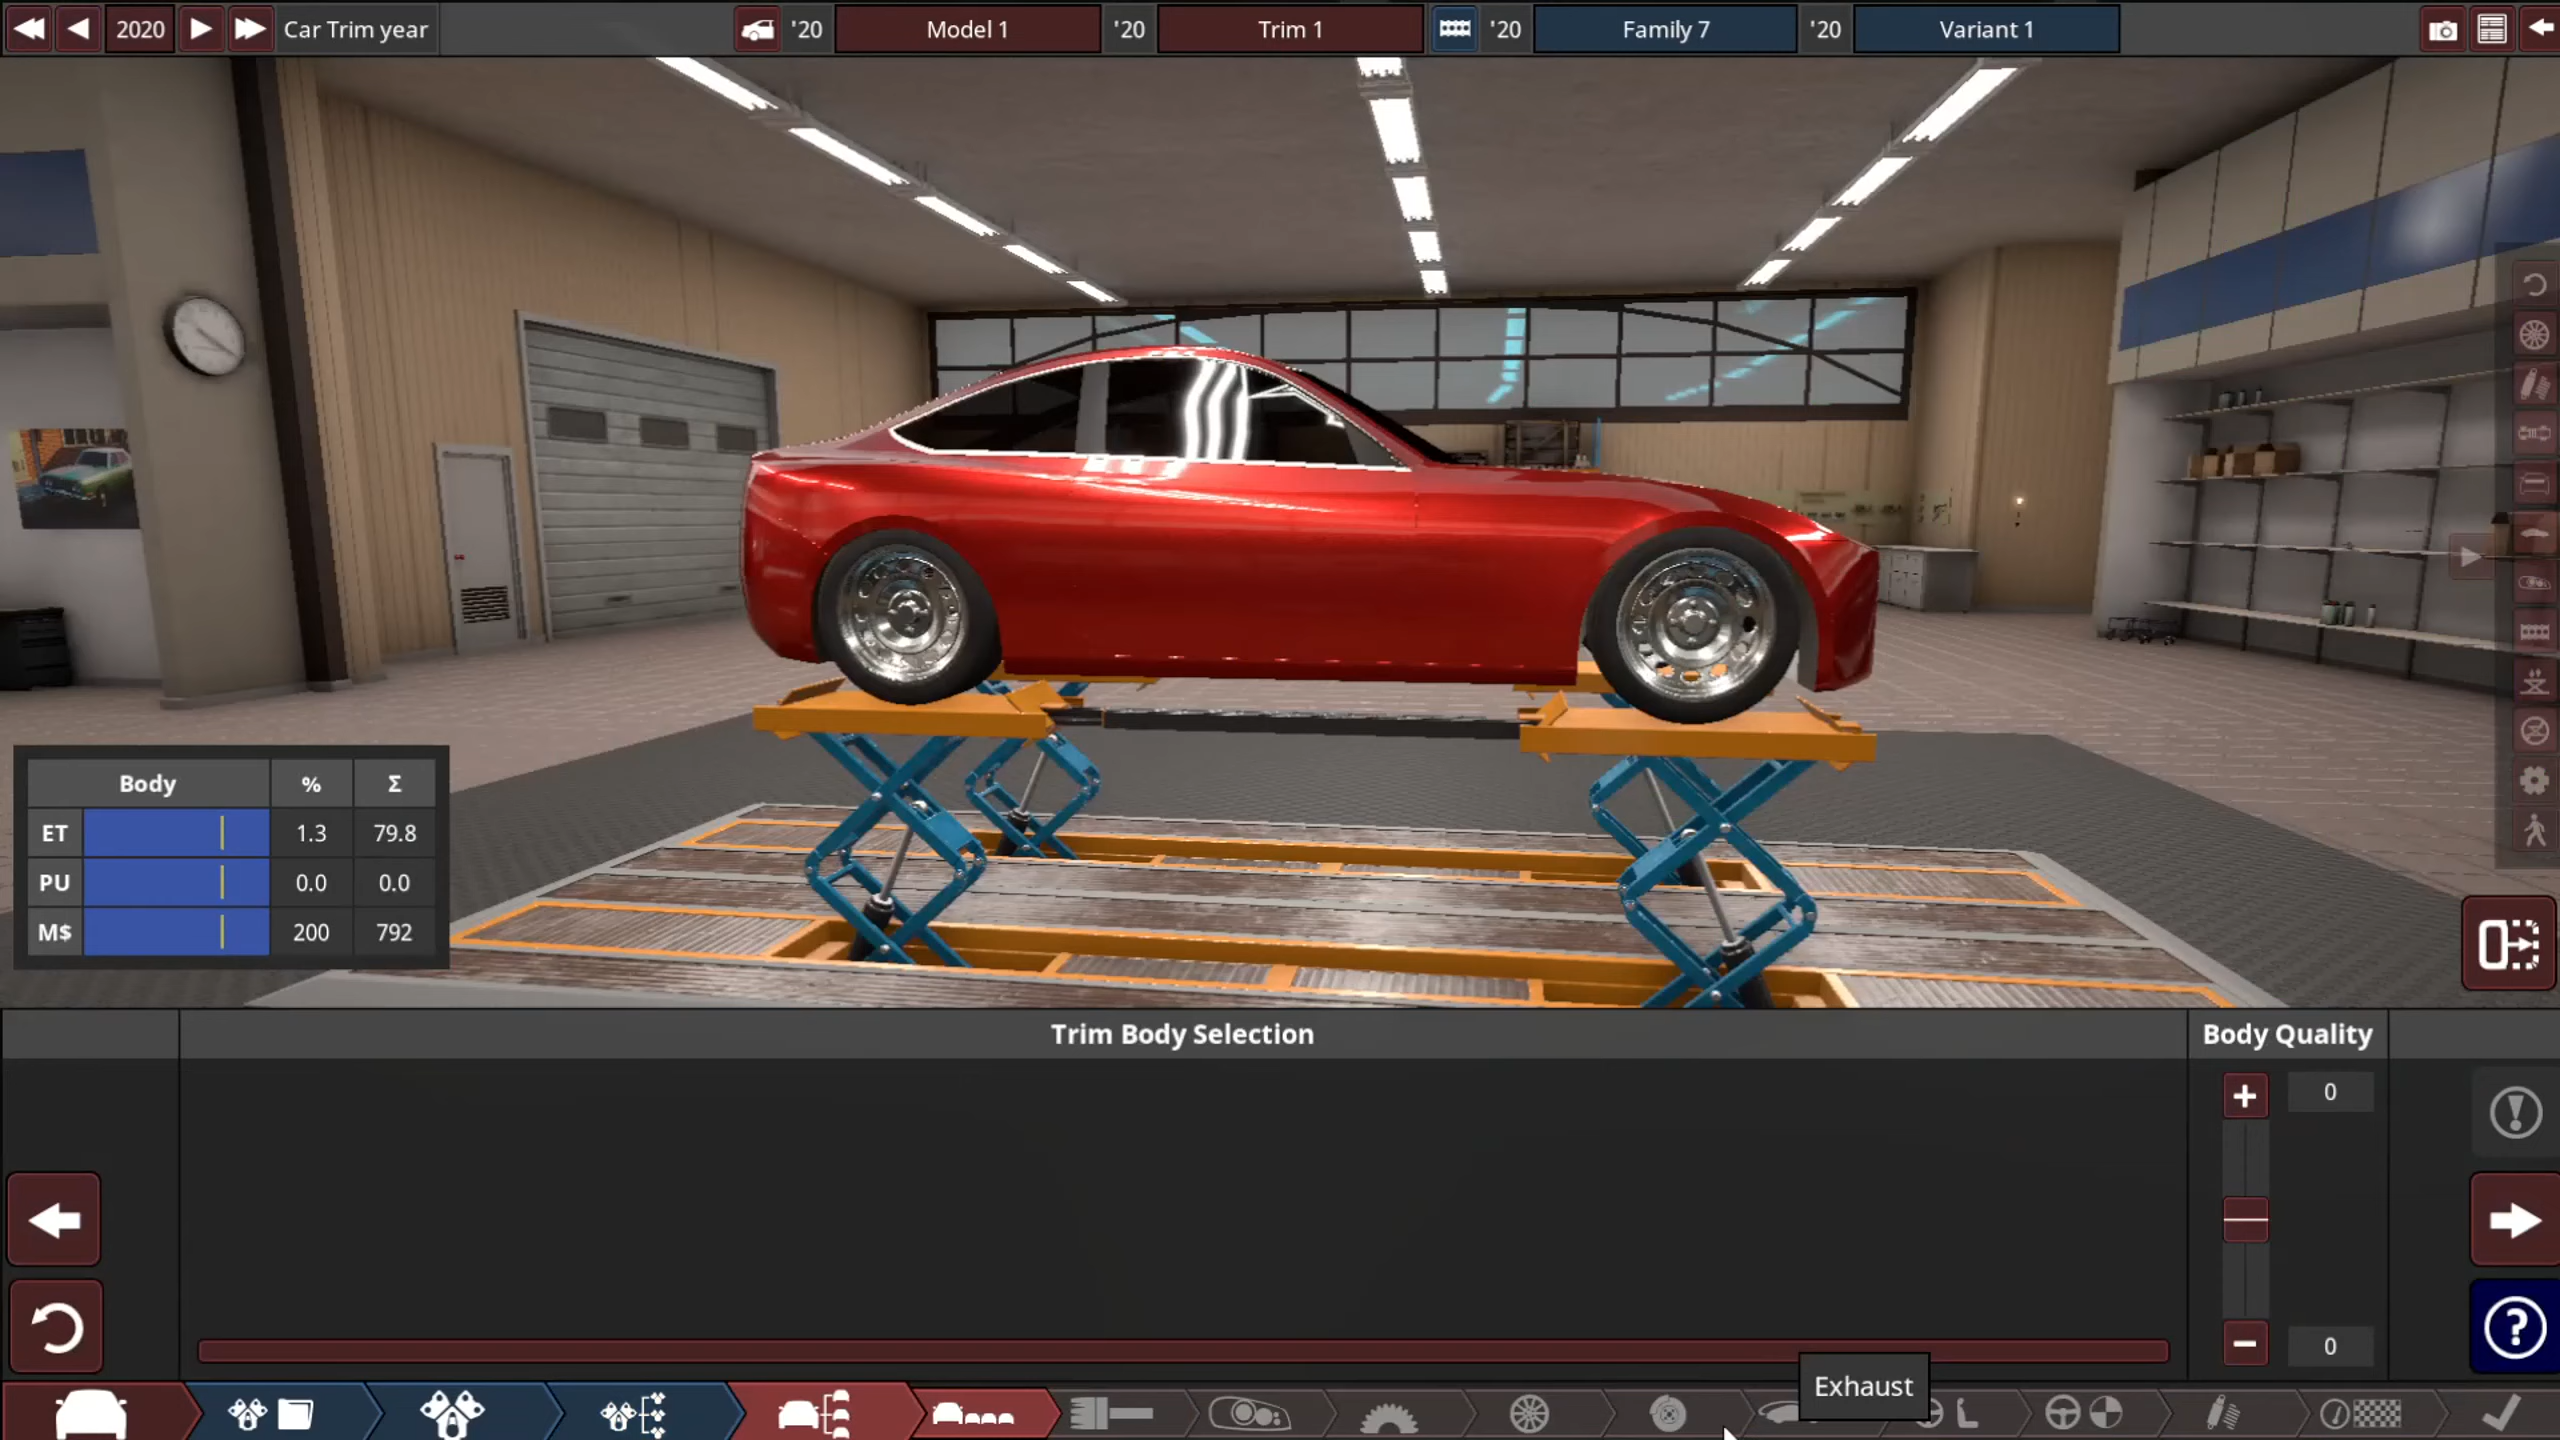 2020 Car Trim year '20 Model 1 '20 Trim 1 '20 Family 7 '20 Variant 1
Body % Σ
ET 1.3 79.8
PU 0.0 0.0
M$ 200 792
Trim Body Selection
Body Quality
0
0
Exhaust